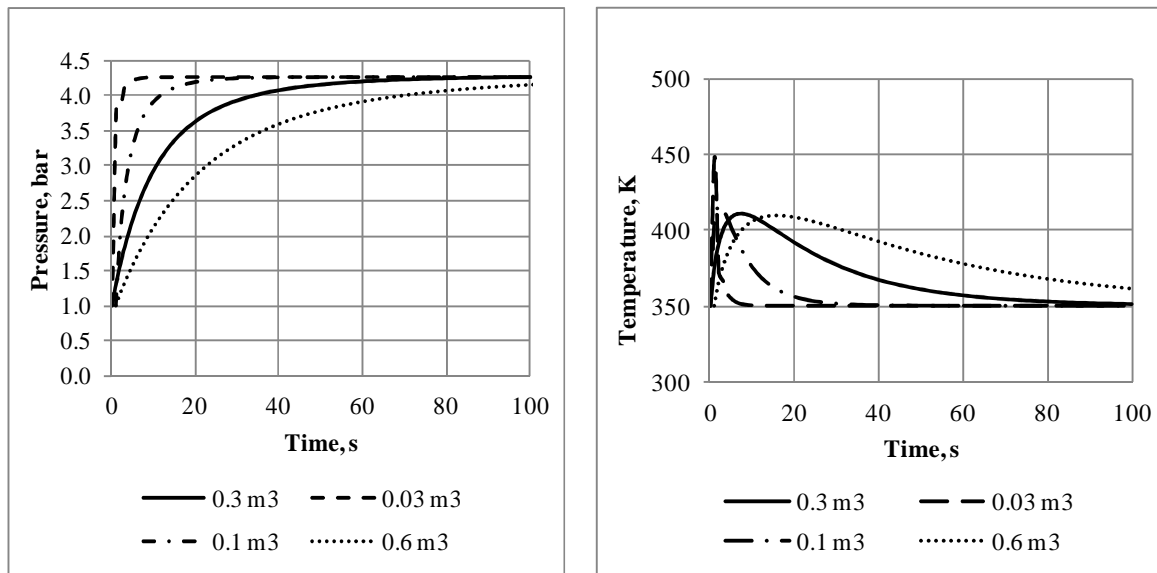 Pressure, bar
4.5
4.0
3.5
3.0
2.5
2.0
1.5
1.0
0.5
0.0
0 20 40 60 80 100
Time, s
0.3 m3 0.03 m3
0.1 m3 0.6 m3
Temperature, K
500
450
400
350
300
0 20 40 60 80 100
Time, s
0.3 m3 0.03 m3
0.1 m3 0.6 m3